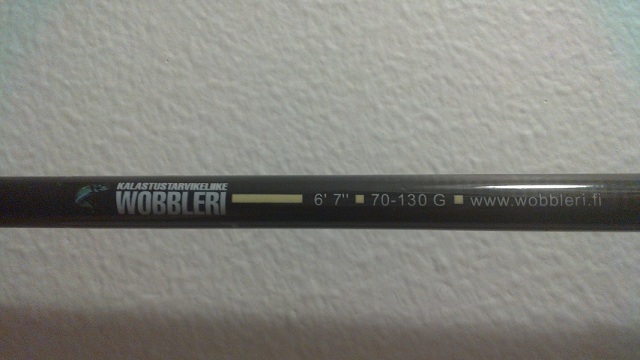 KALASTUSTARVIKELIIKE
WOBBLERI 6' 7'' 70-130 G www.wobbleri.fi